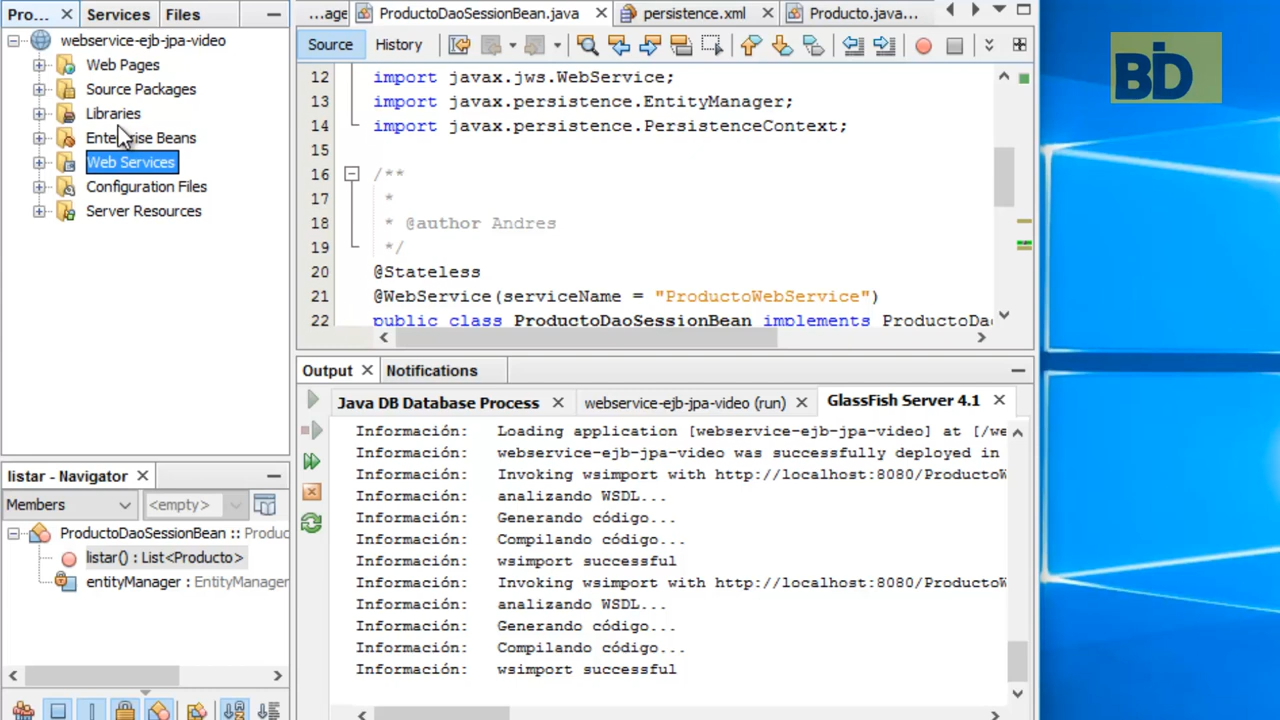 Pro...
Services
Files
webservice-ejb-jpa-video
Web Pages
Source Packages
Libraries
Enterprise Beans
Web Services
Configuration Files
Server Resources
...age
ProductoDaoSessionBean.java
persistence.xml
Producto.java...
Source
History
12 import javax.jws.WebService;
13 import javax.persistence.EntityManager;
14 import javax.persistence.PersistenceContext;
15
16 /**
17 *
18 * @author Andres
19 */
20 @Stateless
21 @WebService(serviceName = "ProductoWebService")
22 public class ProductoDaoSessionBean implements ProductoDa
BID
Output
Notifications
Java DB Database Process
webservice-ejb-jpa-video (run)
GlassFish Server 4.1
Información: Loading application [webservice-ejb-jpa-video] at [/we
Información: webservice-ejb-jpa-video was successfully deployed in
Información: Invoking wsimport with http://localhost:8080/ProductoW
Información: analizando WSDL...
Información: Generando código...
Información: Compilando código...
Información: wsimport successful
Información: Invoking wsimport with http://localhost:8080/ProductoW
Información: analizando WSDL...
Información: Generando código...
Información: Compilando código...
Información: wsimport successful
listar - Navigator
Members
<empty>
ProductoDaoSessionBean :: Produc
listar() : List<Producto>
entityManager : EntityManager